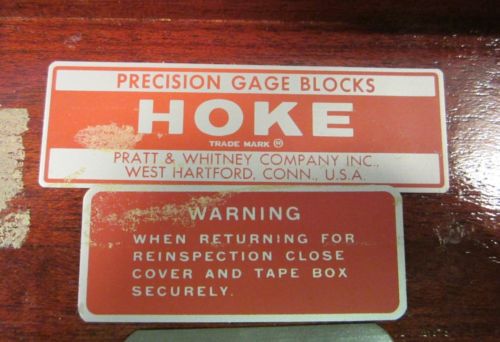 PRECISION GAGE BLOCKS
HOKE
TRADE MARK ®
PRATT & WHITNEY COMPANY INC.,
WEST HARTFORD, CONN., U.S.A.
WARNING
WHEN RETURNING FOR
REINSPECTION CLOSE
COVER AND TAPE BOX
SECURELY.